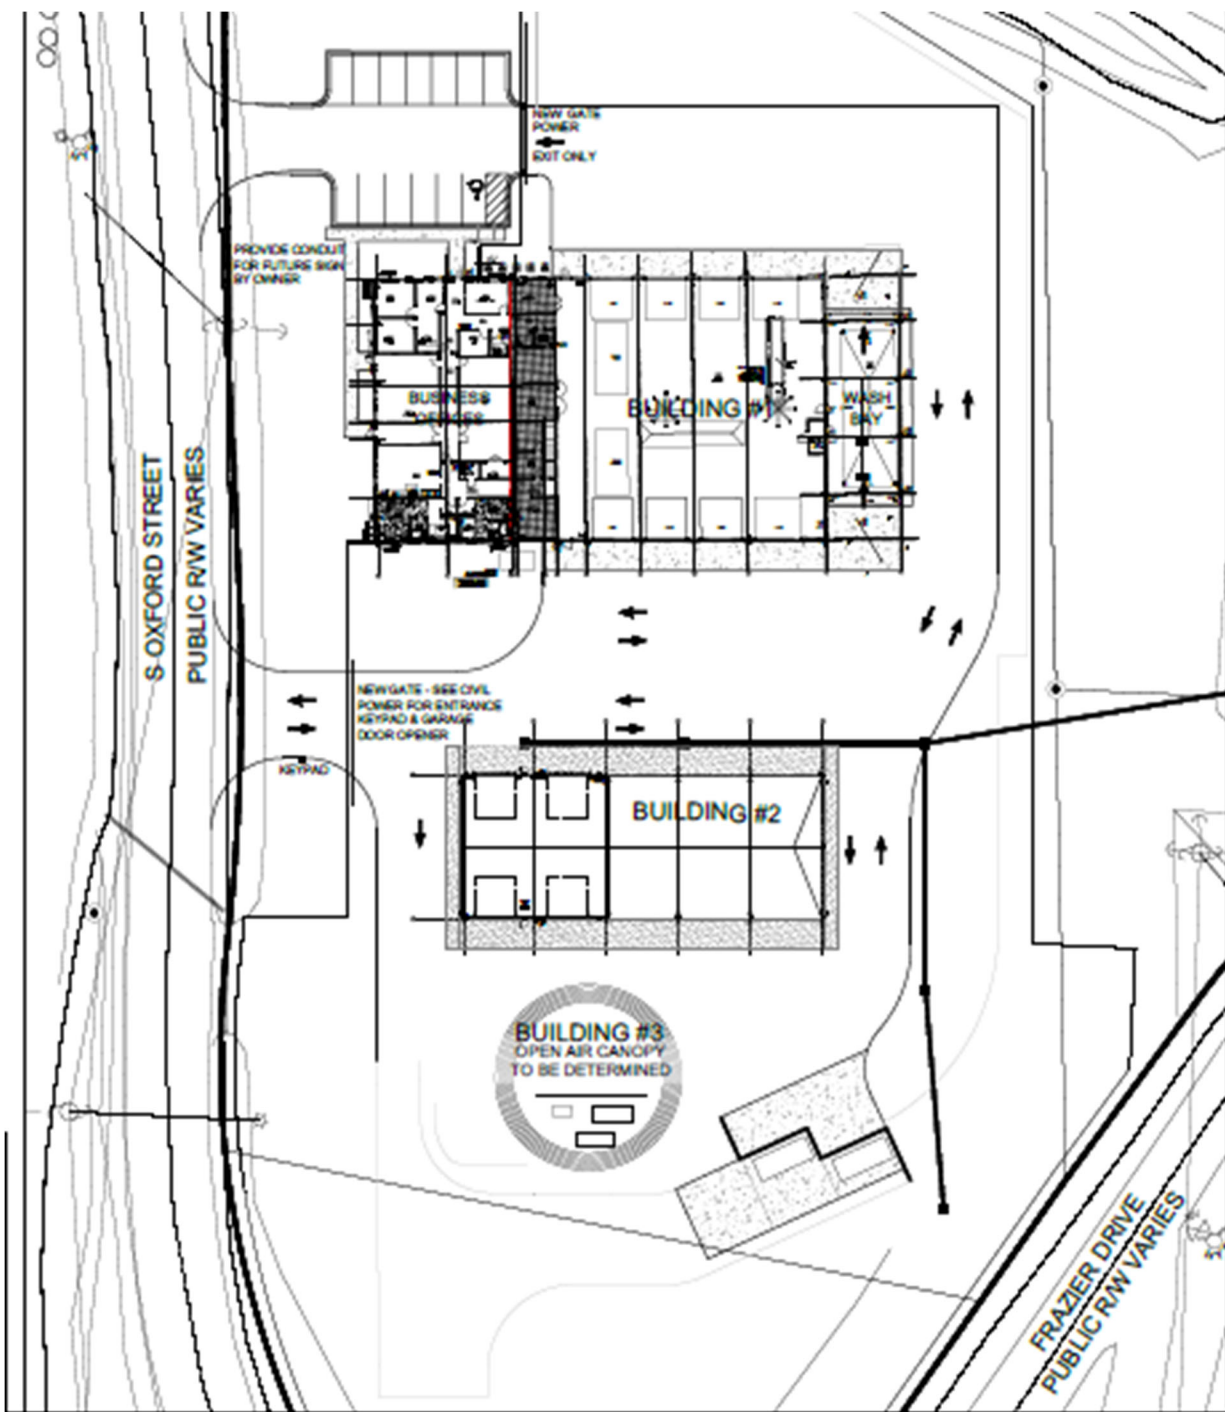 NEW GATE
POWER
EXIT ONLY
PROVIDE CONDUIT
FOR FUTURE SIGN
BY OWNER
BUSINESS
OFFICES
BUILDING #1
WASH
BAY
S OXFORD STREET
PUBLIC R/W VARIES
NEW GATE - SEE CIVIL
POWER FOR ENTRANCE
KEYPAD & GARAGE
DOOR OPENER
KEYPAD
BUILDING #2
BUILDING #3
OPEN AIR CANOPY
TO BE DETERMINED
FRAZIER DRIVE
PUBLIC R/W VARIES